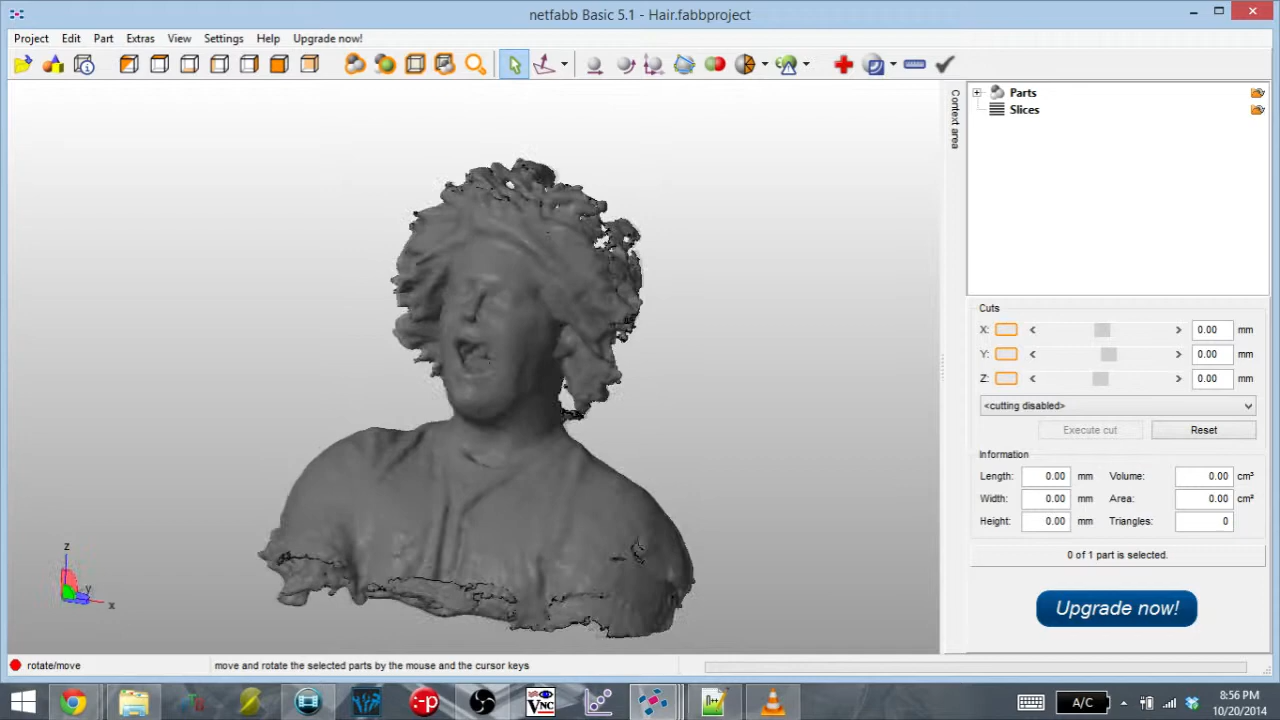 netfabb Basic 5.1 - Hair.fabbproject
Project Edit Part Extras View Settings Help Upgrade now!
Context area
Parts
Slices
Cuts
X: < > 0.00 mm
Y: < > 0.00 mm
Z: < > 0.00 mm
<cutting disabled>
Execute cut Reset
Information
Length: 0.00 mm Volume: 0.00 cm³
Width: 0.00 mm Area: 0.00 cm²
Height: 0.00 mm Triangles: 0
0 of 1 part is selected.
Upgrade now!
z
y
x
rotate/move move and rotate the selected parts by the mouse and the cursor keys
:-p
VNC
A/C
8:56 PM
10/20/2014